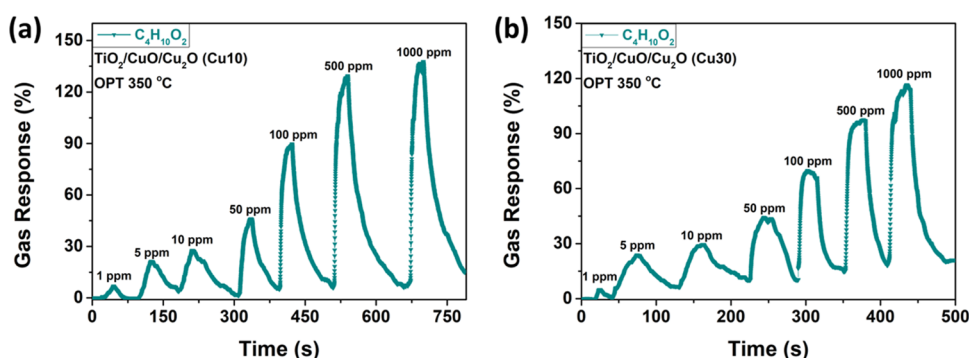 (a)
C₄H₁₀O₂
TiO₂/CuO/Cu₂O (Cu10)
OPT 350 °C
1 ppm
5 ppm
10 ppm
50 ppm
100 ppm
500 ppm
1000 ppm
150
120
90
60
30
0
Gas Response (%)
0 150 300 450 600 750
Time (s)
(b)
C₄H₁₀O₂
TiO₂/CuO/Cu₂O (Cu30)
OPT 350 °C
1 ppm
5 ppm
10 ppm
50 ppm
100 ppm
500 ppm
1000 ppm
150
120
90
60
30
0
Gas Response (%)
0 100 200 300 400 500
Time (s)